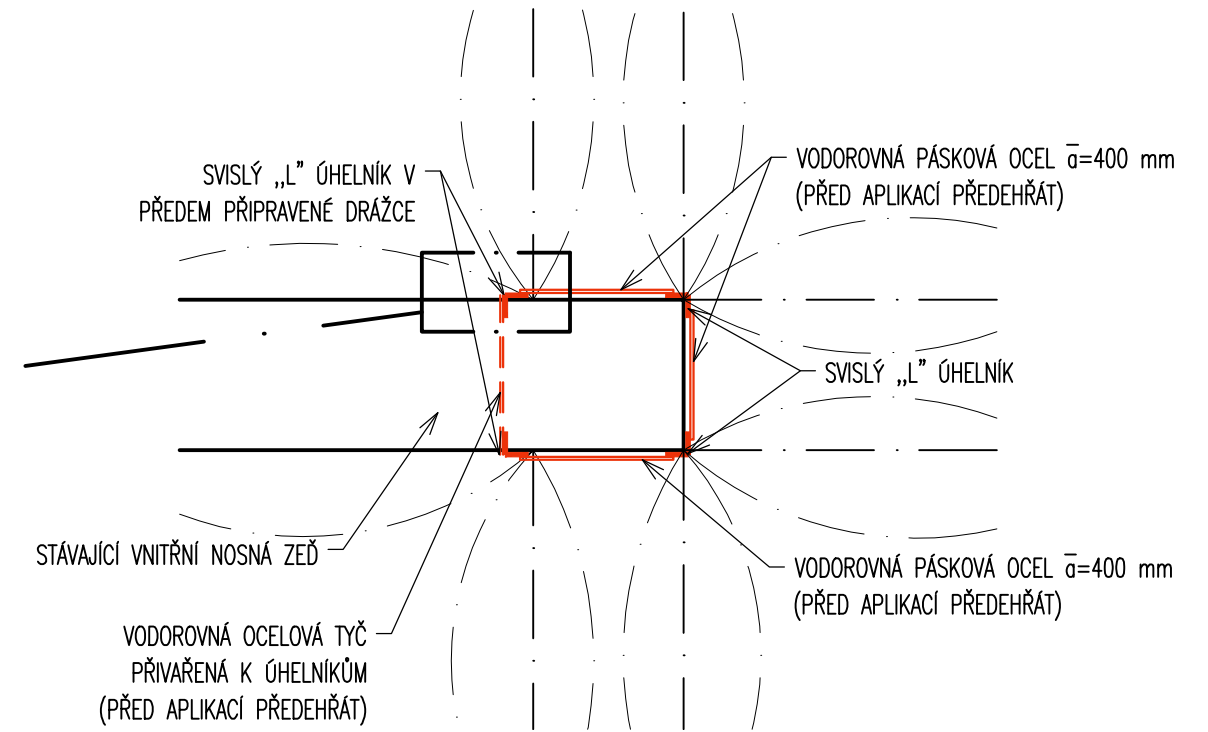 SVISLÝ „L” ÚHELNÍK V
PŘEDEM PŘIPRAVENÉ DRÁŽCE
VODOROVNÁ PÁSKOVÁ OCEL a̅=400 mm
(PŘED APLIKACÍ PŘEDEHŘÁT)
SVISLÝ „L” ÚHELNÍK
STÁVAJÍCÍ VNITŘNÍ NOSNÁ ZEĎ
VODOROVNÁ PÁSKOVÁ OCEL a̅=400 mm
(PŘED APLIKACÍ PŘEDEHŘÁT)
VODOROVNÁ OCELOVÁ TYČ
PŘIVAŘENÁ K ÚHELNÍKŮM
(PŘED APLIKACÍ PŘEDEHŘÁT)